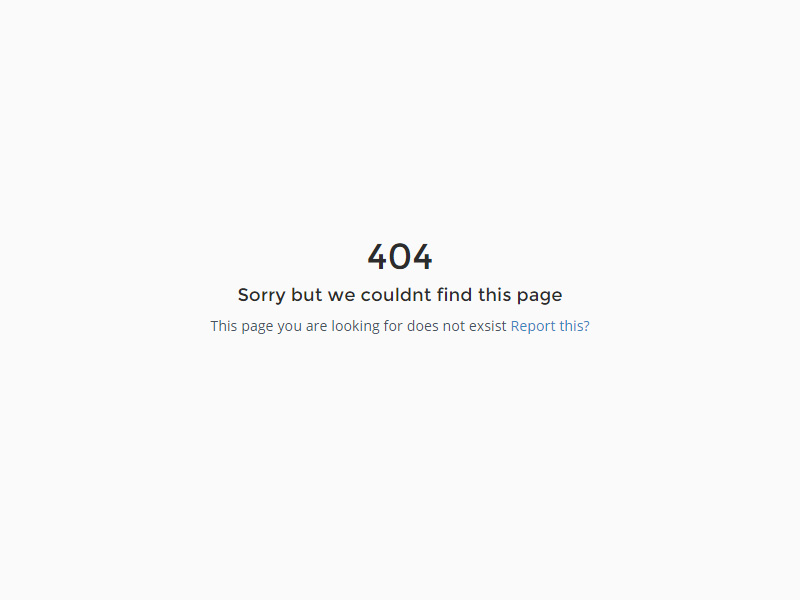 404
Sorry but we couldnt find this page
This page you are looking for does not exsist Report this?